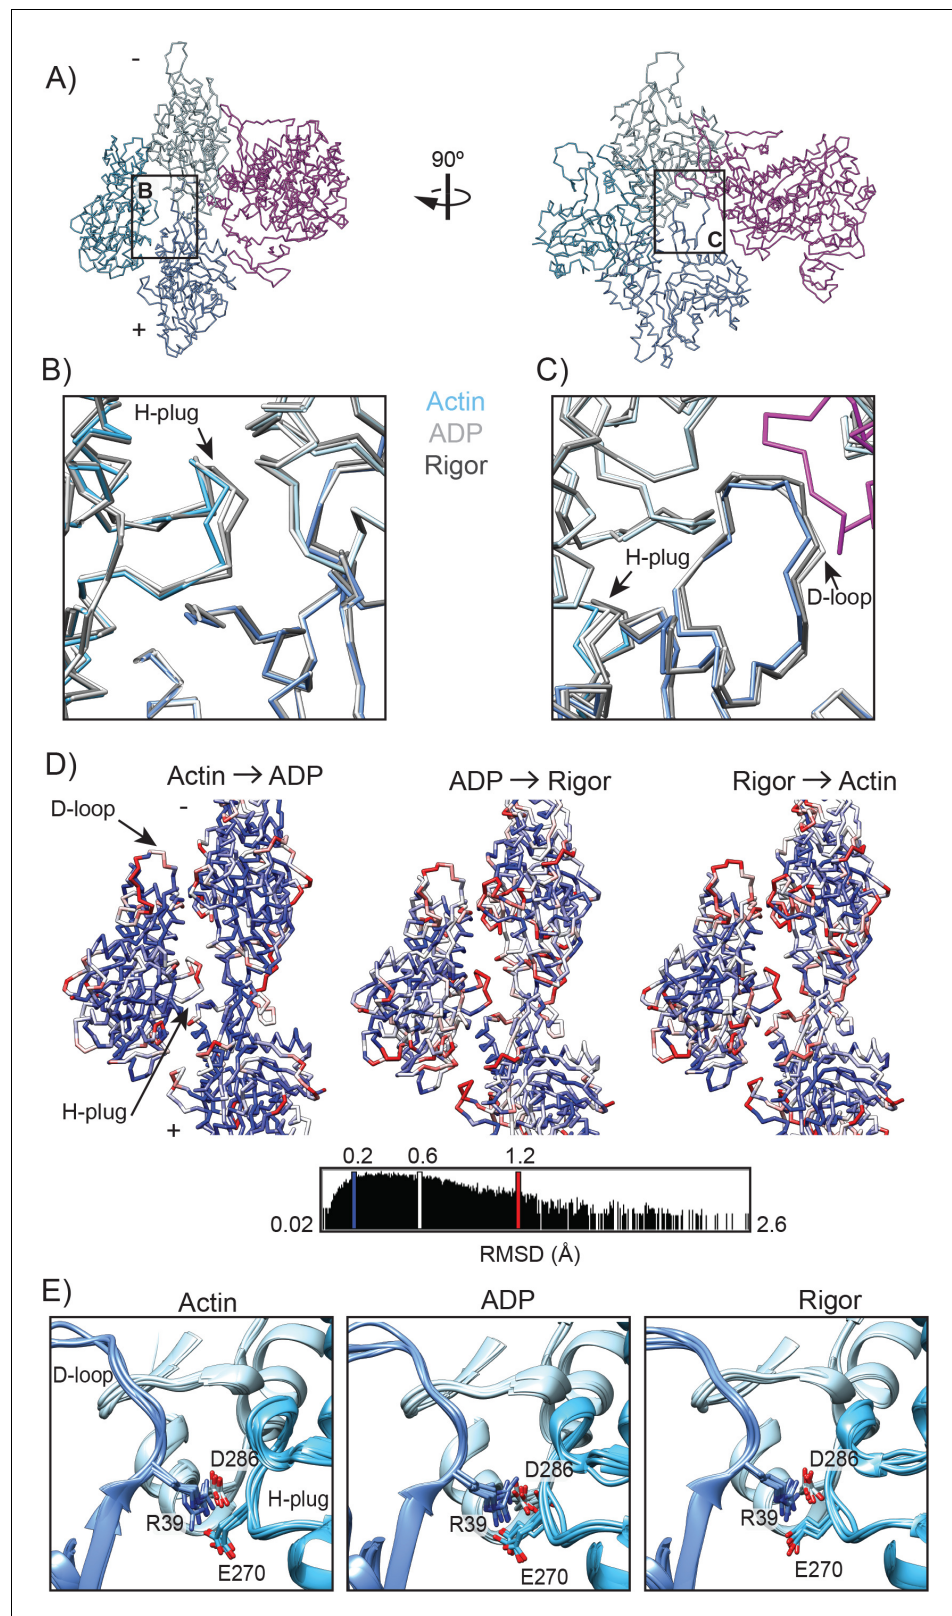 A)
-
90º
B
C
+
B)
C)
H-plug
Actin
ADP
Rigor
H-plug
D-loop
D)
Actin → ADP
ADP → Rigor
Rigor → Actin
D-loop
-
H-plug
+
0.2 0.6 1.2
0.02
2.6
RMSD (Å)
E)
Actin
ADP
Rigor
D-loop
D286
H-plug
R39
E270
D286
R39
E270
D286
R39
E270